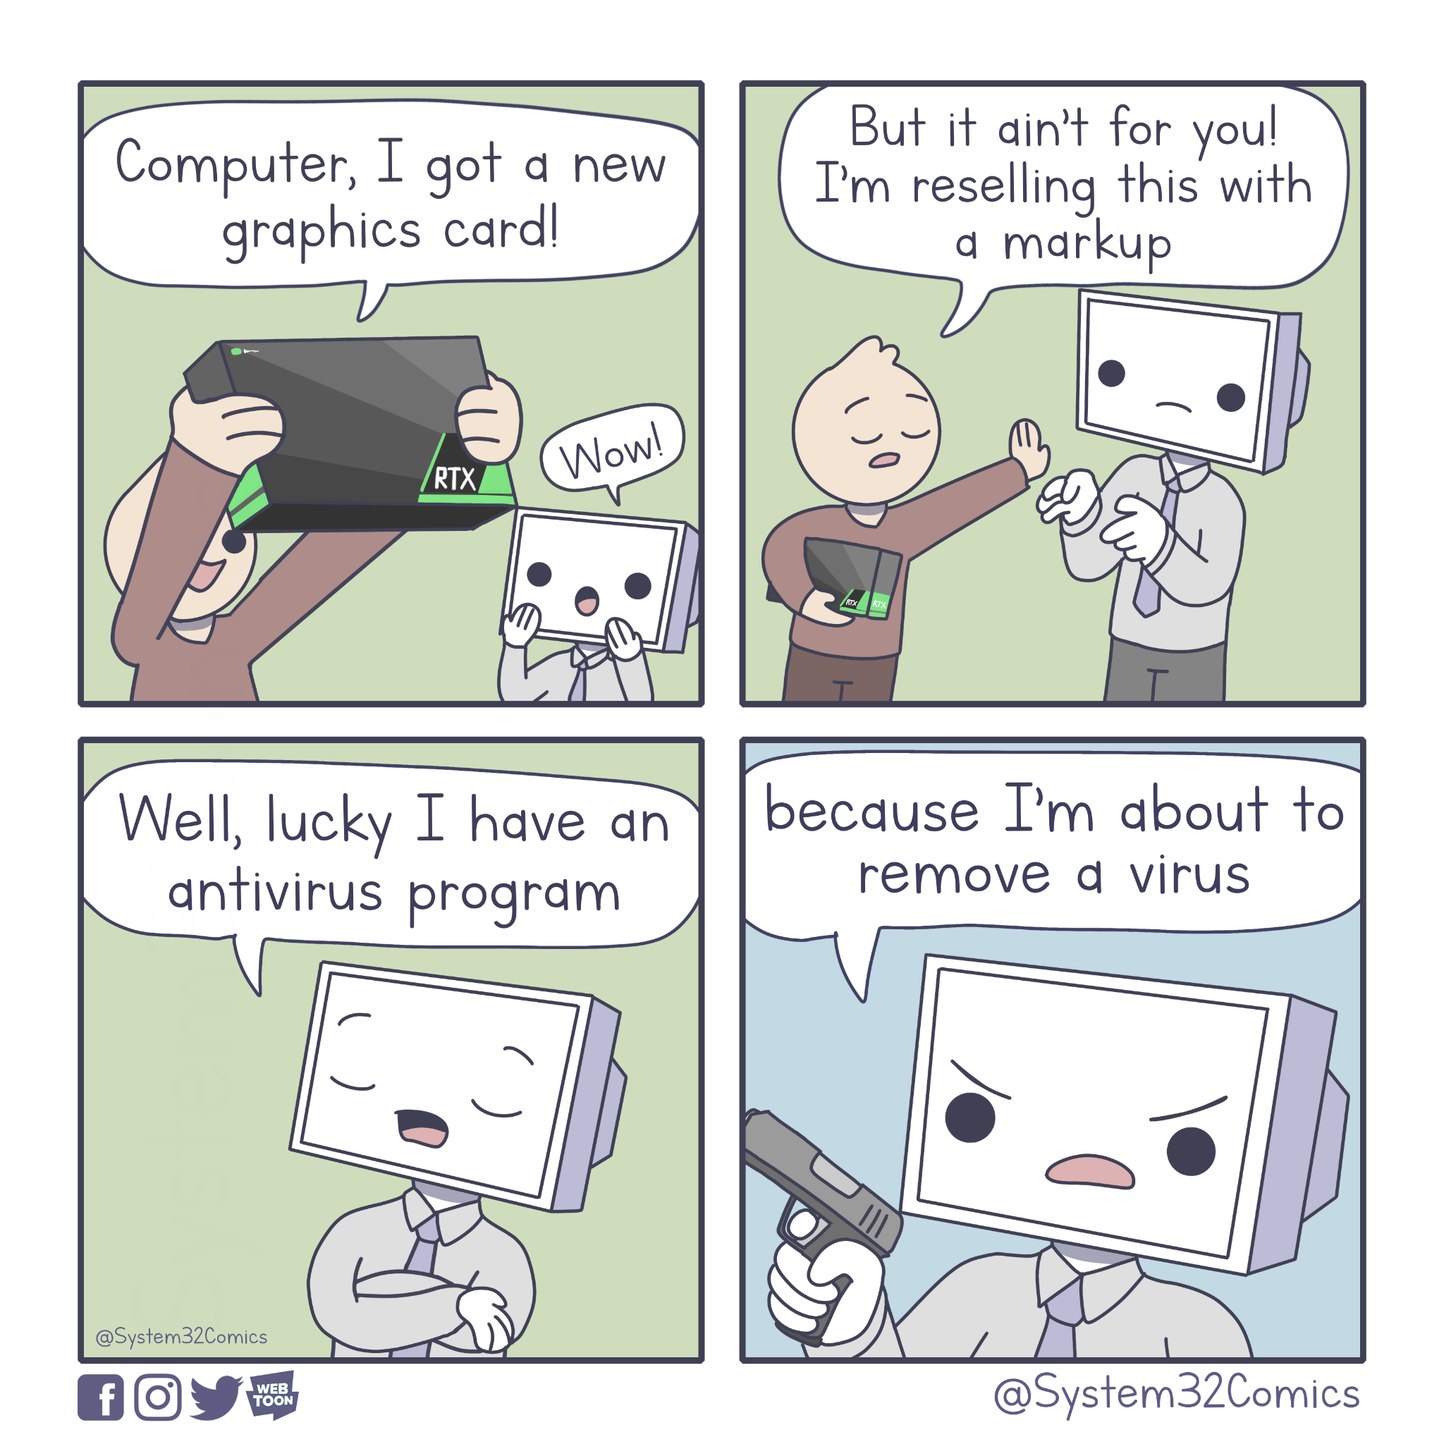 Computer, I got a new
graphics card!
RTX
Wow!
But it ain't for you!
I'm reselling this with
a markup
RTX
RTX
Well, lucky I have an
antivirus program
@System32Comics
because I'm about to
remove a virus
WEB
TOON
@System32Comics